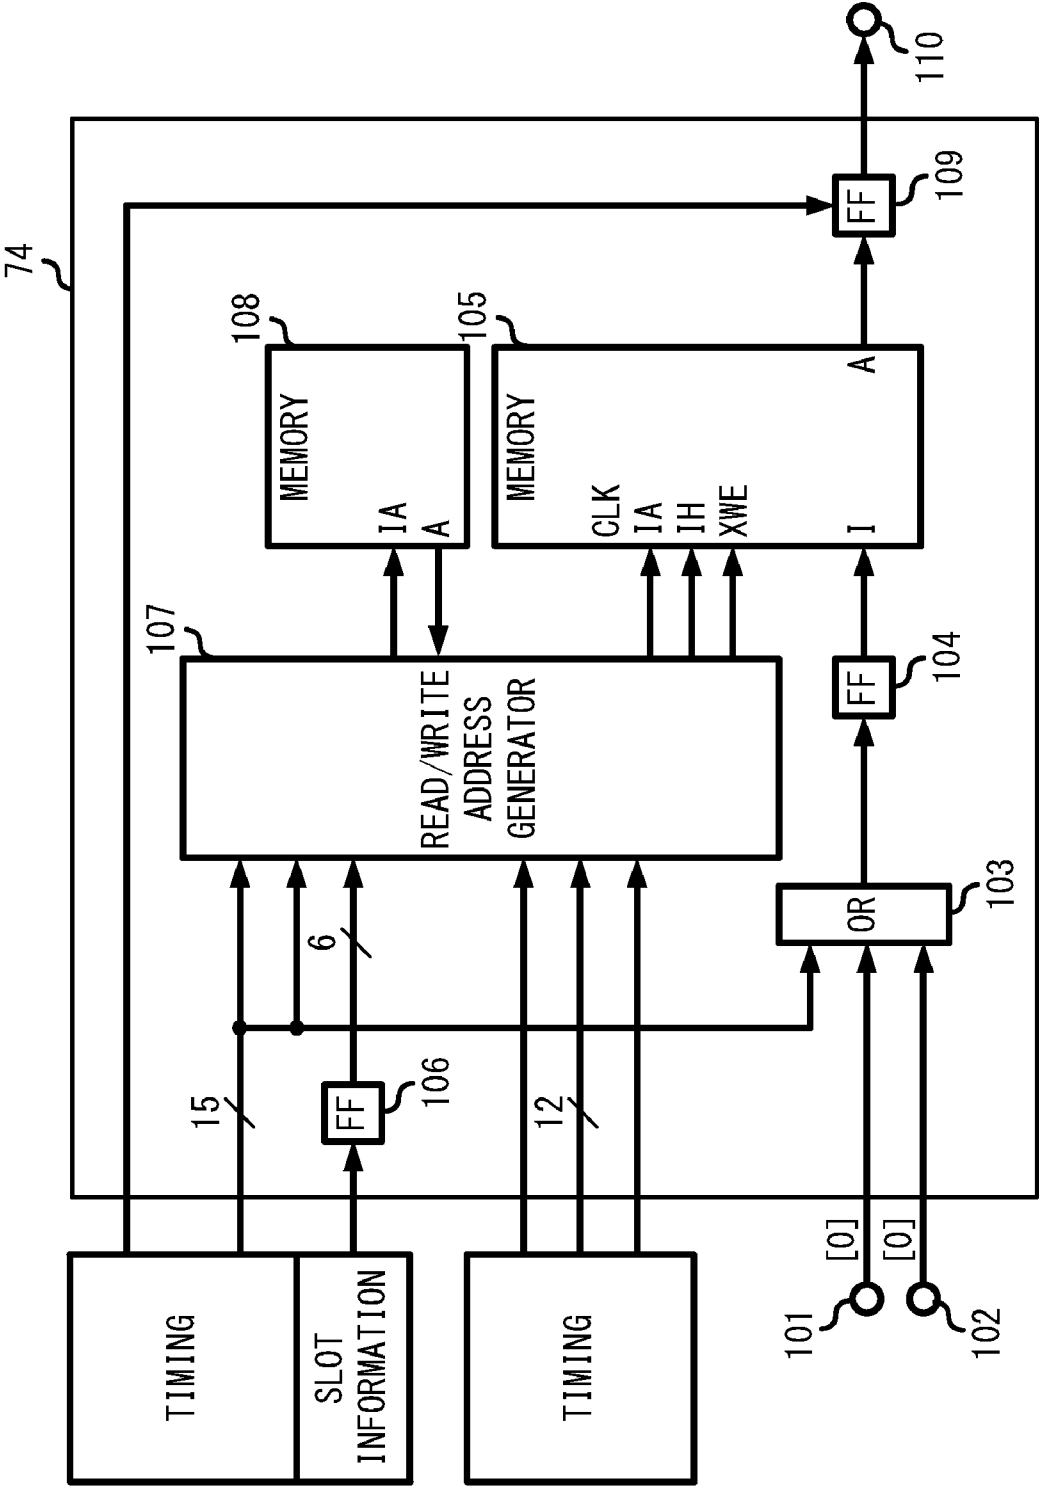 74
TIMING
SLOT
INFORMATION
TIMING
15
6
12
FF
106
107
READ/WRITE
ADDRESS
GENERATOR
108
MEMORY
IA
A
105
MEMORY
CLK
IA
IH
XWE
I
A
101
[0]
102
[0]
OR
103
FF
104
FF
109
110